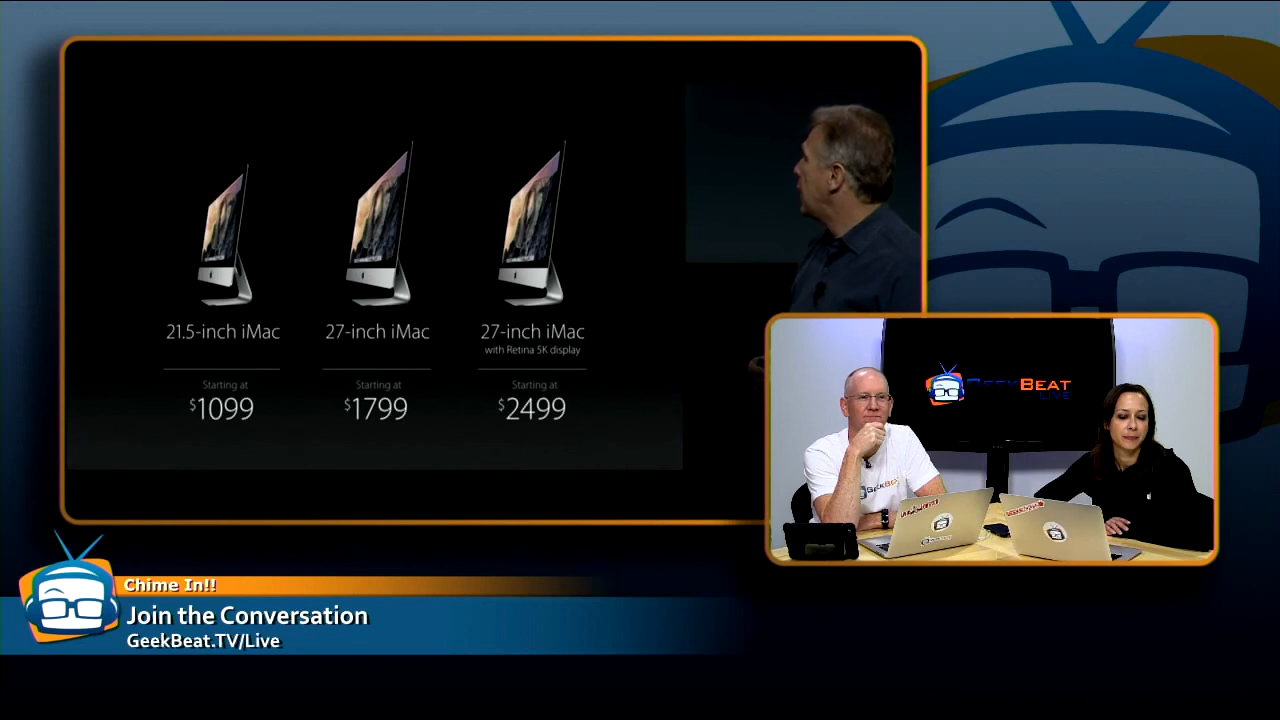 21.5-inch iMac
Starting at
$1099
27-inch iMac
Starting at
$1799
27-inch iMac
with Retina 5K display
Starting at
$2499
GEEKBEAT
LIVE
GEEKBEAT
Chime In!!
Join the Conversation
GeekBeat.TV/Live